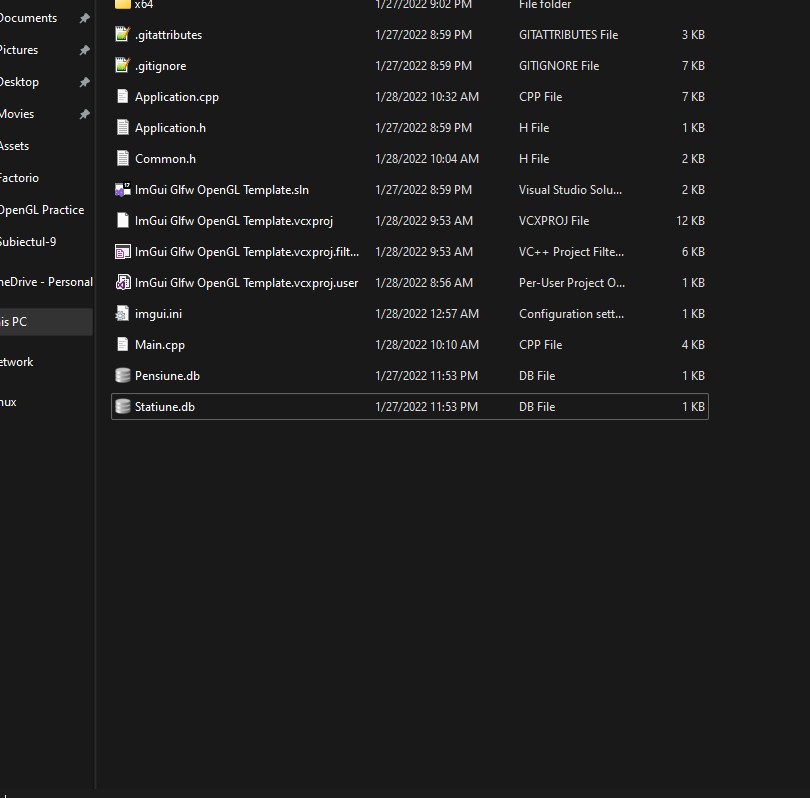 x64 1/27/2022 9:02 PM File folder
Documents
.gitattributes 1/27/2022 8:59 PM GITATTRIBUTES File 3 KB
Pictures
.gitignore 1/27/2022 8:59 PM GITIGNORE File 7 KB
Desktop
Application.cpp 1/28/2022 10:32 AM CPP File 7 KB
Movies
Application.h 1/27/2022 8:59 PM H File 1 KB
Assets
Common.h 1/28/2022 10:04 AM H File 2 KB
Factorio
ImGui Glfw OpenGL Template.sln 1/27/2022 8:59 PM Visual Studio Solu... 2 KB
OpenGL Practice
ImGui Glfw OpenGL Template.vcxproj 1/28/2022 9:53 AM VCXPROJ File 12 KB
Subiectul-9
ImGui Glfw OpenGL Template.vcxproj.filt... 1/28/2022 9:53 AM VC++ Project Filte... 6 KB
neDrive - Personal
ImGui Glfw OpenGL Template.vcxproj.user 1/28/2022 8:56 AM Per-User Project O... 1 KB
imgui.ini 1/28/2022 12:57 AM Configuration sett... 1 KB
is PC
Main.cpp 1/28/2022 10:10 AM CPP File 4 KB
etwork
Pensiune.db 1/27/2022 11:53 PM DB File 1 KB
nux
Statiune.db 1/27/2022 11:53 PM DB File 1 KB